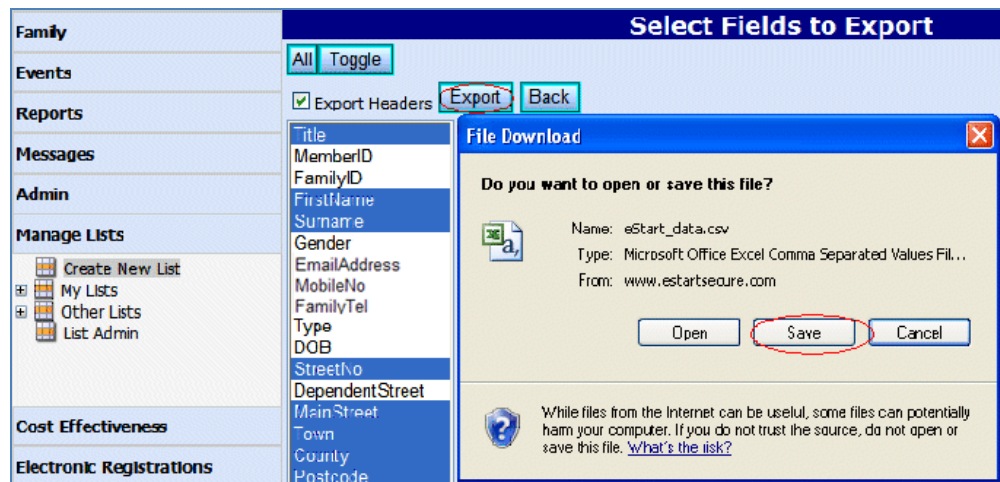 Family
Events
Reports
Messages
Admin
Manage Lists
Create New List
My Lists
Other Lists
List Admin
Cost Effectiveness
Electronic Registrations
Select Fields to Export
All Toggle
Export Headers Export Back
Title
MemberID
FamilyID
FirstName
Surname
Gender
EmailAddress
MobileNo
FamilyTel
Type
DOB
StreetNo
DependentStreet
MainStreet
Town
County
Postcode
File Download
Do you want to open or save this file?
Name: eStart_data.csv
Type: Microsoft Office Excel Comma Separated Values Fil...
From: www.estartsecure.com
Open Save Cancel
While files from the Internet can be useful, some files can potentially
harm your computer. If you do not trust the source, do not open or
save this file. What's the risk?